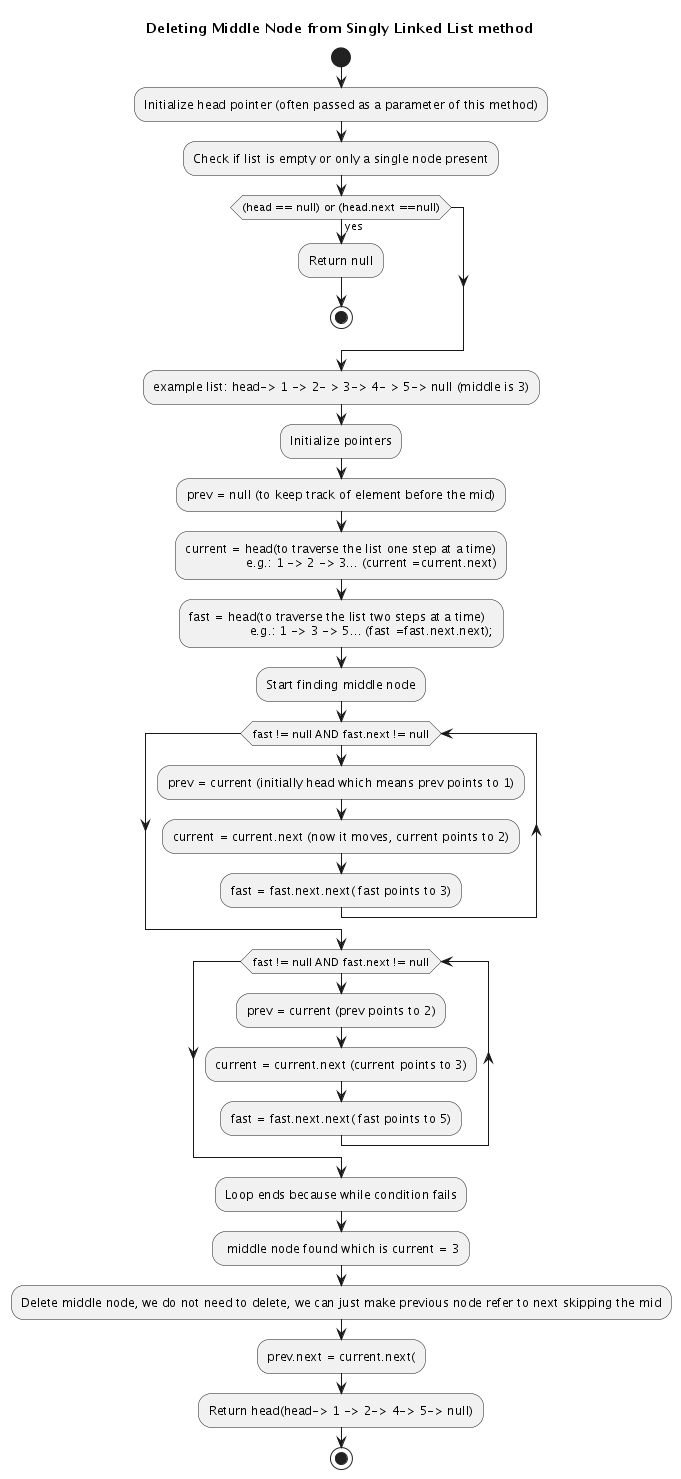 Deleting Middle Node from Singly Linked List method
Initialize head pointer (often passed as a parameter of this method)
Check if list is empty or only a single node present
(head == null) or (head.next ==null)
yes
Return null
example list: head-> 1 -> 2- > 3-> 4- > 5-> null (middle is 3)
Initialize pointers
prev = null (to keep track of element before the mid)
current = head(to traverse the list one step at a time)
e.g.: 1 -> 2 -> 3... (current =current.next)
fast = head(to traverse the list two steps at a time)
e.g.: 1 -> 3 -> 5... (fast =fast.next.next);
Start finding middle node
fast != null AND fast.next != null
prev = current (initially head which means prev points to 1)
current = current.next (now it moves, current points to 2)
fast = fast.next.next( fast points to 3)
fast != null AND fast.next != null
prev = current (prev points to 2)
current = current.next (current points to 3)
fast = fast.next.next( fast points to 5)
Loop ends because while condition fails
middle node found which is current = 3
Delete middle node, we do not need to delete, we can just make previous node refer to next skipping the mid
prev.next = current.next(
Return head(head-> 1 -> 2-> 4-> 5-> null)